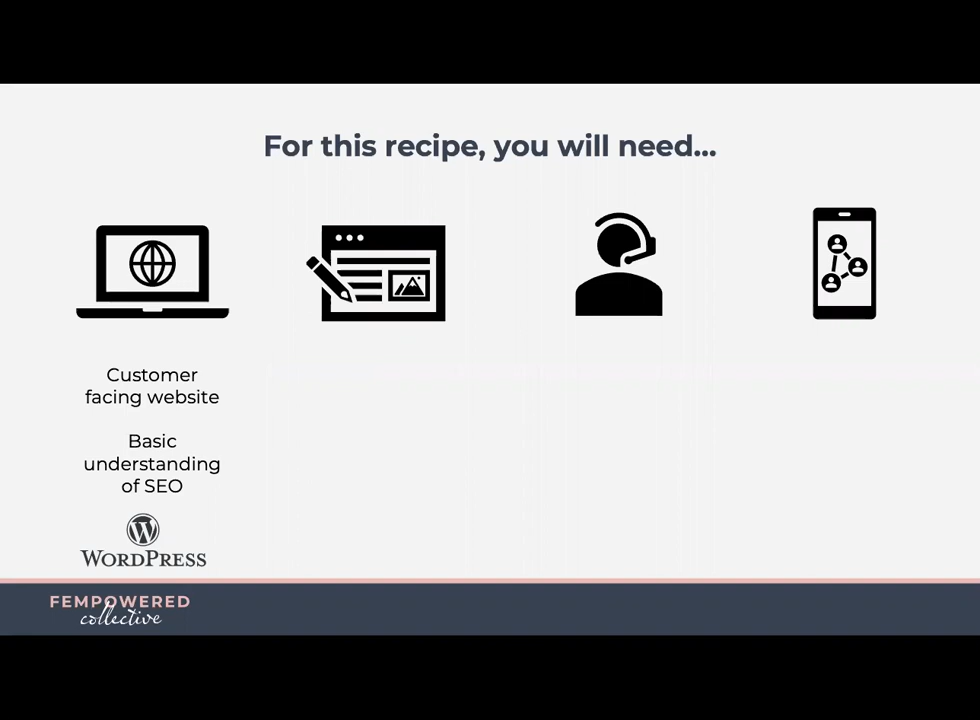 For this recipe, you will need...
Customer
facing website
Basic
understanding
of SEO
WORDPRESS
FEMPOWERED
collective